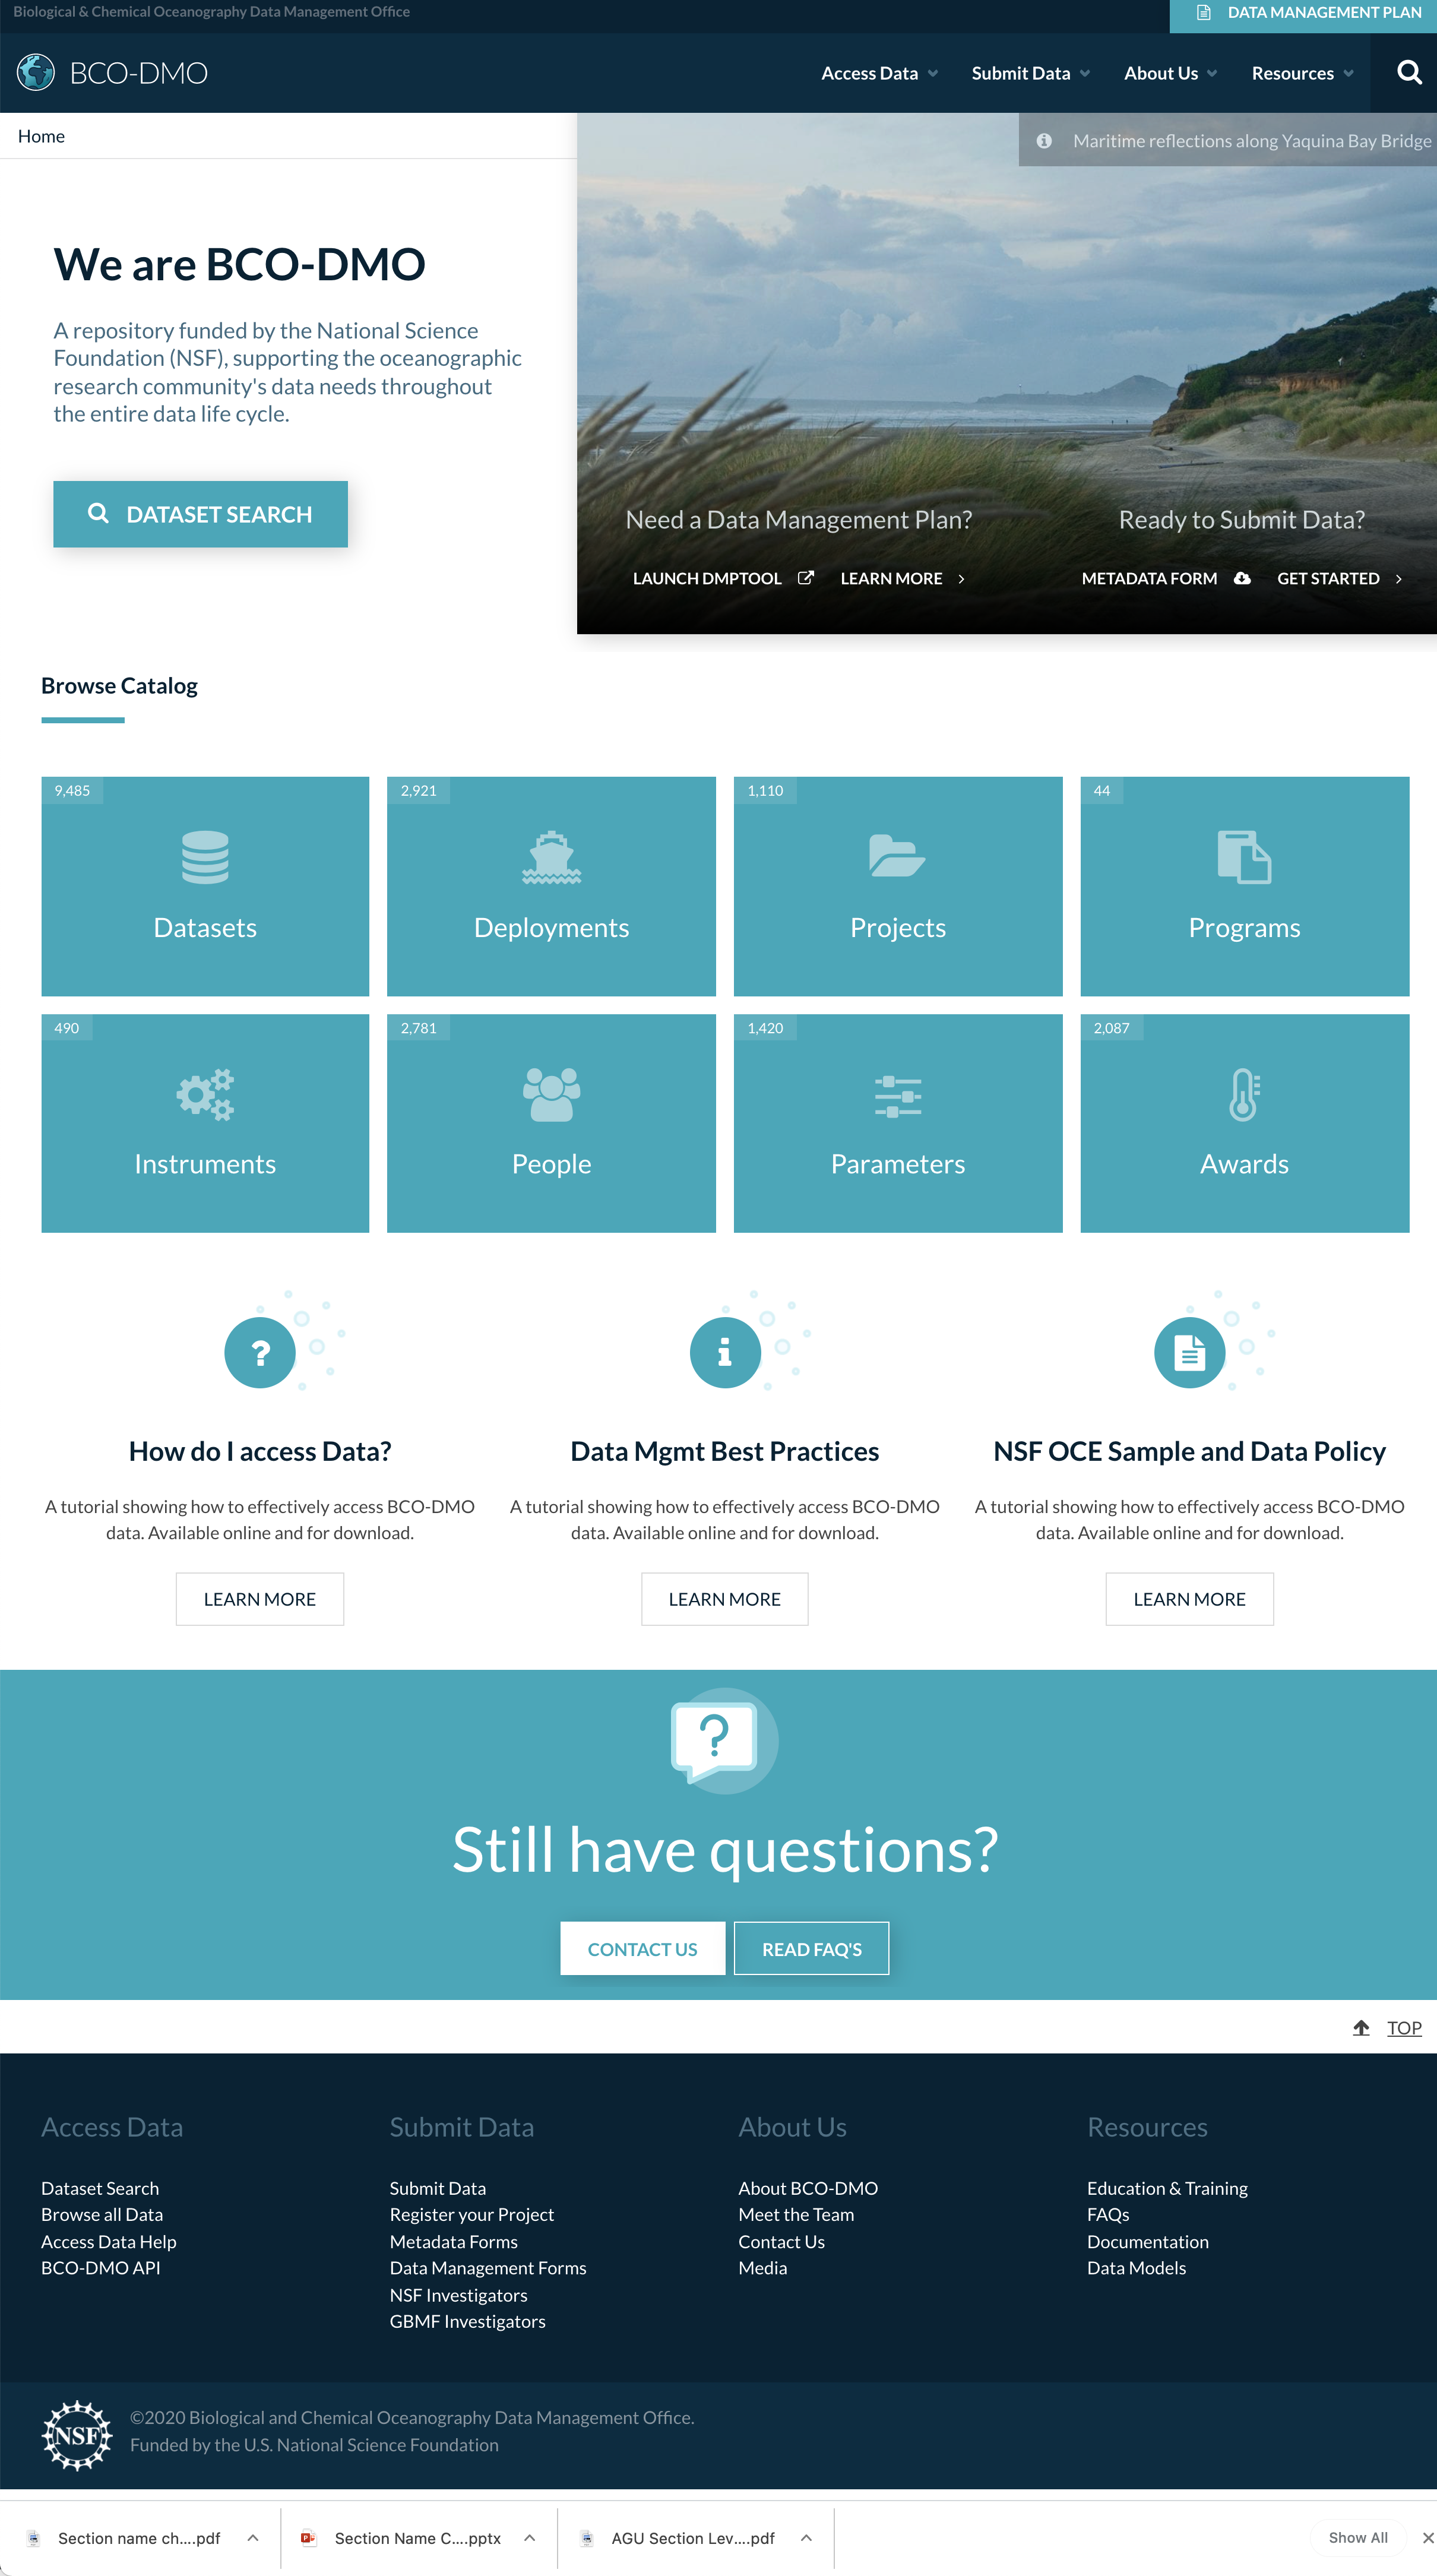 Biological & Chemical Oceanography Data Management Office
DATA MANAGEMENT PLAN
BCO-DMO
Access Data
Submit Data
About Us
Resources
Home
Maritime reflections along Yaquina Bay Bridge
We are BCO-DMO
A repository funded by the National Science
Foundation (NSF), supporting the oceanographic
research community's data needs throughout
the entire data life cycle.
DATASET SEARCH
Need a Data Management Plan?
LAUNCH DMPTOOL
LEARN MORE
Ready to Submit Data?
METADATA FORM
GET STARTED
Browse Catalog
9,485
Datasets
2,921
Deployments
1,110
Projects
44
Programs
490
Instruments
2,781
People
1,420
Parameters
2,087
Awards
?
i
How do I access Data?
A tutorial showing how to effectively access BCO-DMO
data. Available online and for download.
LEARN MORE
Data Mgmt Best Practices
A tutorial showing how to effectively access BCO-DMO
data. Available online and for download.
LEARN MORE
NSF OCE Sample and Data Policy
A tutorial showing how to effectively access BCO-DMO
data. Available online and for download.
LEARN MORE
?
Still have questions?
CONTACT US
READ FAQ'S
TOP
Access Data
Dataset Search
Browse all Data
Access Data Help
BCO-DMO API
Submit Data
Submit Data
Register your Project
Metadata Forms
Data Management Forms
NSF Investigators
GBMF Investigators
About Us
About BCO-DMO
Meet the Team
Contact Us
Media
Resources
Education & Training
FAQs
Documentation
Data Models
NSF
©2020 Biological and Chemical Oceanography Data Management Office.
Funded by the U.S. National Science Foundation
Section name ch....pdf
Section Name C....pptx
AGU Section Lev....pdf
Show All